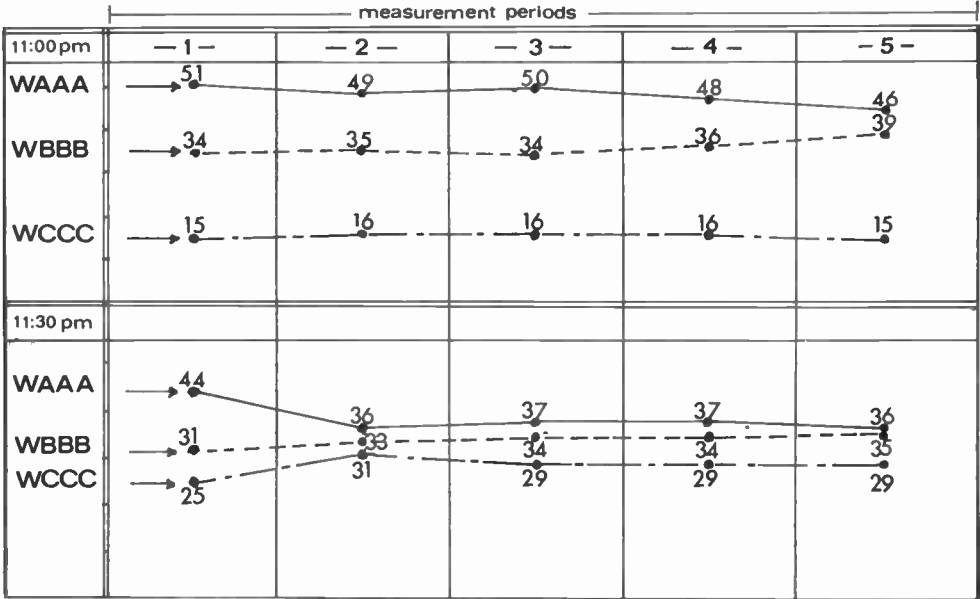 measurement periods
11:00pm — 1 — — 2 — — 3 — — 4 — — 5 –
51 49 50 48 46
WAAA
34 35 34 36 39
WBBB
15 16 16 16 15
WCCC
11:30 pm
44 36 37 37 36
WAAA
31 33 34 34 35
WBBB
25 31 29 29 29
WCCC